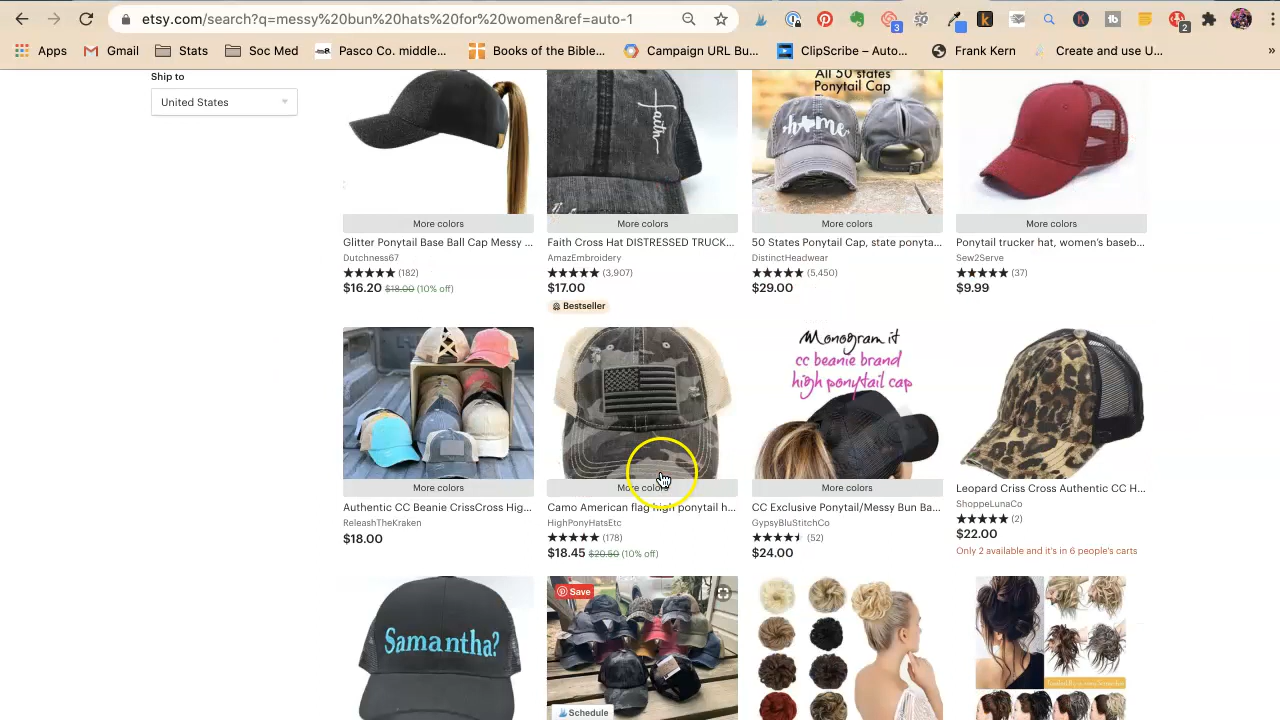 etsy.com/search?q=messy%20bun%20hats%20for%20women&ref=auto-1
3
2
Apps
Gmail
Stats
Soc Med
Pasco Co. middle...
Books of the Bible...
Campaign URL Bu...
ClipScribe – Auto...
Frank Kern
Create and use U...
»
Ship to
United States
faith
All 50 states
Ponytail Cap
home
More colors
More colors
More colors
More colors
Glitter Ponytail Base Ball Cap Messy ...
Faith Cross Hat DISTRESSED TRUCK...
50 States Ponytail Cap, state ponyta...
Ponytail trucker hat, women's baseb...
Dutchness67
AmazEmbroidery
DistinctHeadwear
Sew2Serve
★★★★★ (182)
★★★★★ (3,907)
★★★★★ (5,450)
★★★★★ (37)
$16.20 $18.00 (10% off)
$17.00
$29.00
$9.99
Bestseller
Monogram it
cc beanie brand
high ponytail cap
More colors
More colors
More colors
Authentic CC Beanie CrissCross Hig...
Camo American flag high ponytail h...
CC Exclusive Ponytail/Messy Bun Ba...
Leopard Criss Cross Authentic CC H...
ReleashTheKraken
HighPonyHatsEtc
GypsyBluStitchCo
ShoppeLunaCo
★★★★★ (178)
★★★★★ (52)
★★★★★ (2)
$18.00
$18.45 $20.50 (10% off)
$24.00
$22.00
Only 2 available and it's in 6 people's carts
Samantha?
Save
Schedule